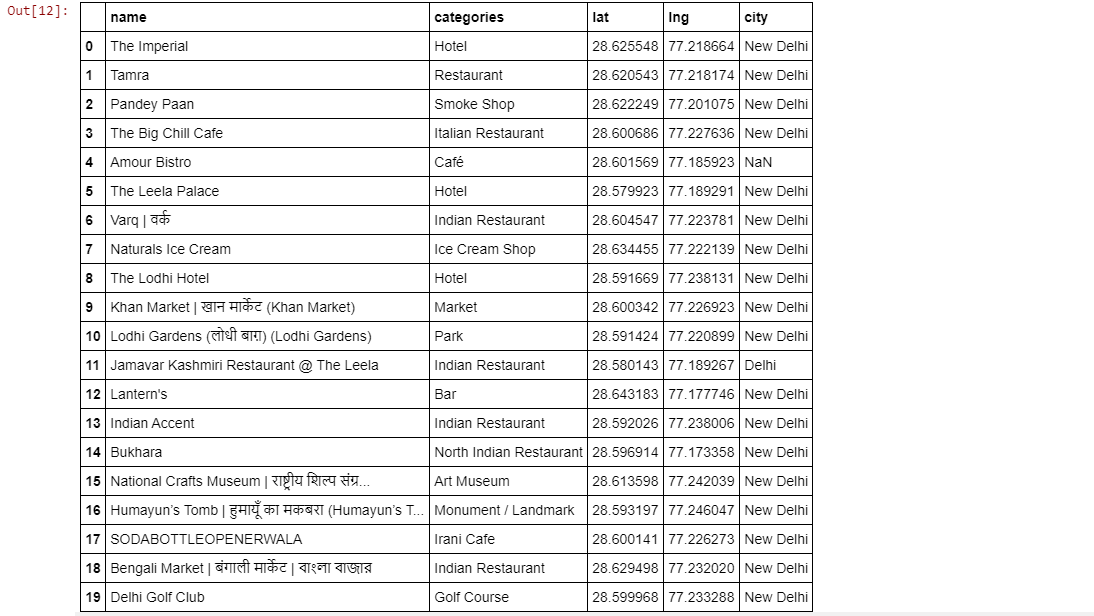 Out[12]:
name categories lat lng city
0 The Imperial Hotel 28.625548 77.218664 New Delhi
1 Tamra Restaurant 28.620543 77.218174 New Delhi
2 Pandey Paan Smoke Shop 28.622249 77.201075 New Delhi
3 The Big Chill Cafe Italian Restaurant 28.600686 77.227636 New Delhi
4 Amour Bistro Café 28.601569 77.185923 NaN
5 The Leela Palace Hotel 28.579923 77.189291 New Delhi
6 Varq | वर्क Indian Restaurant 28.604547 77.223781 New Delhi
7 Naturals Ice Cream Ice Cream Shop 28.634455 77.222139 New Delhi
8 The Lodhi Hotel Hotel 28.591669 77.238131 New Delhi
9 Khan Market | खान मार्केट (Khan Market) Market 28.600342 77.226923 New Delhi
10 Lodhi Gardens (लोधी बाग़) (Lodhi Gardens) Park 28.591424 77.220899 New Delhi
11 Jamavar Kashmiri Restaurant @ The Leela Indian Restaurant 28.580143 77.189267 Delhi
12 Lantern's Bar 28.643183 77.177746 New Delhi
13 Indian Accent Indian Restaurant 28.592026 77.238006 New Delhi
14 Bukhara North Indian Restaurant 28.596914 77.173358 New Delhi
15 National Crafts Museum | राष्ट्रीय शिल्प संग्र... Art Museum 28.613598 77.242039 New Delhi
16 Humayun’s Tomb | हुमायूँ का मकबरा (Humayun’s T... Monument / Landmark 28.593197 77.246047 New Delhi
17 SODABOTTLEOPENERWALA Irani Cafe 28.600141 77.226273 New Delhi
18 Bengali Market | बंगाली मार्केट | বাংলা বাজার Indian Restaurant 28.629498 77.232020 New Delhi
19 Delhi Golf Club Golf Course 28.599968 77.233288 New Delhi